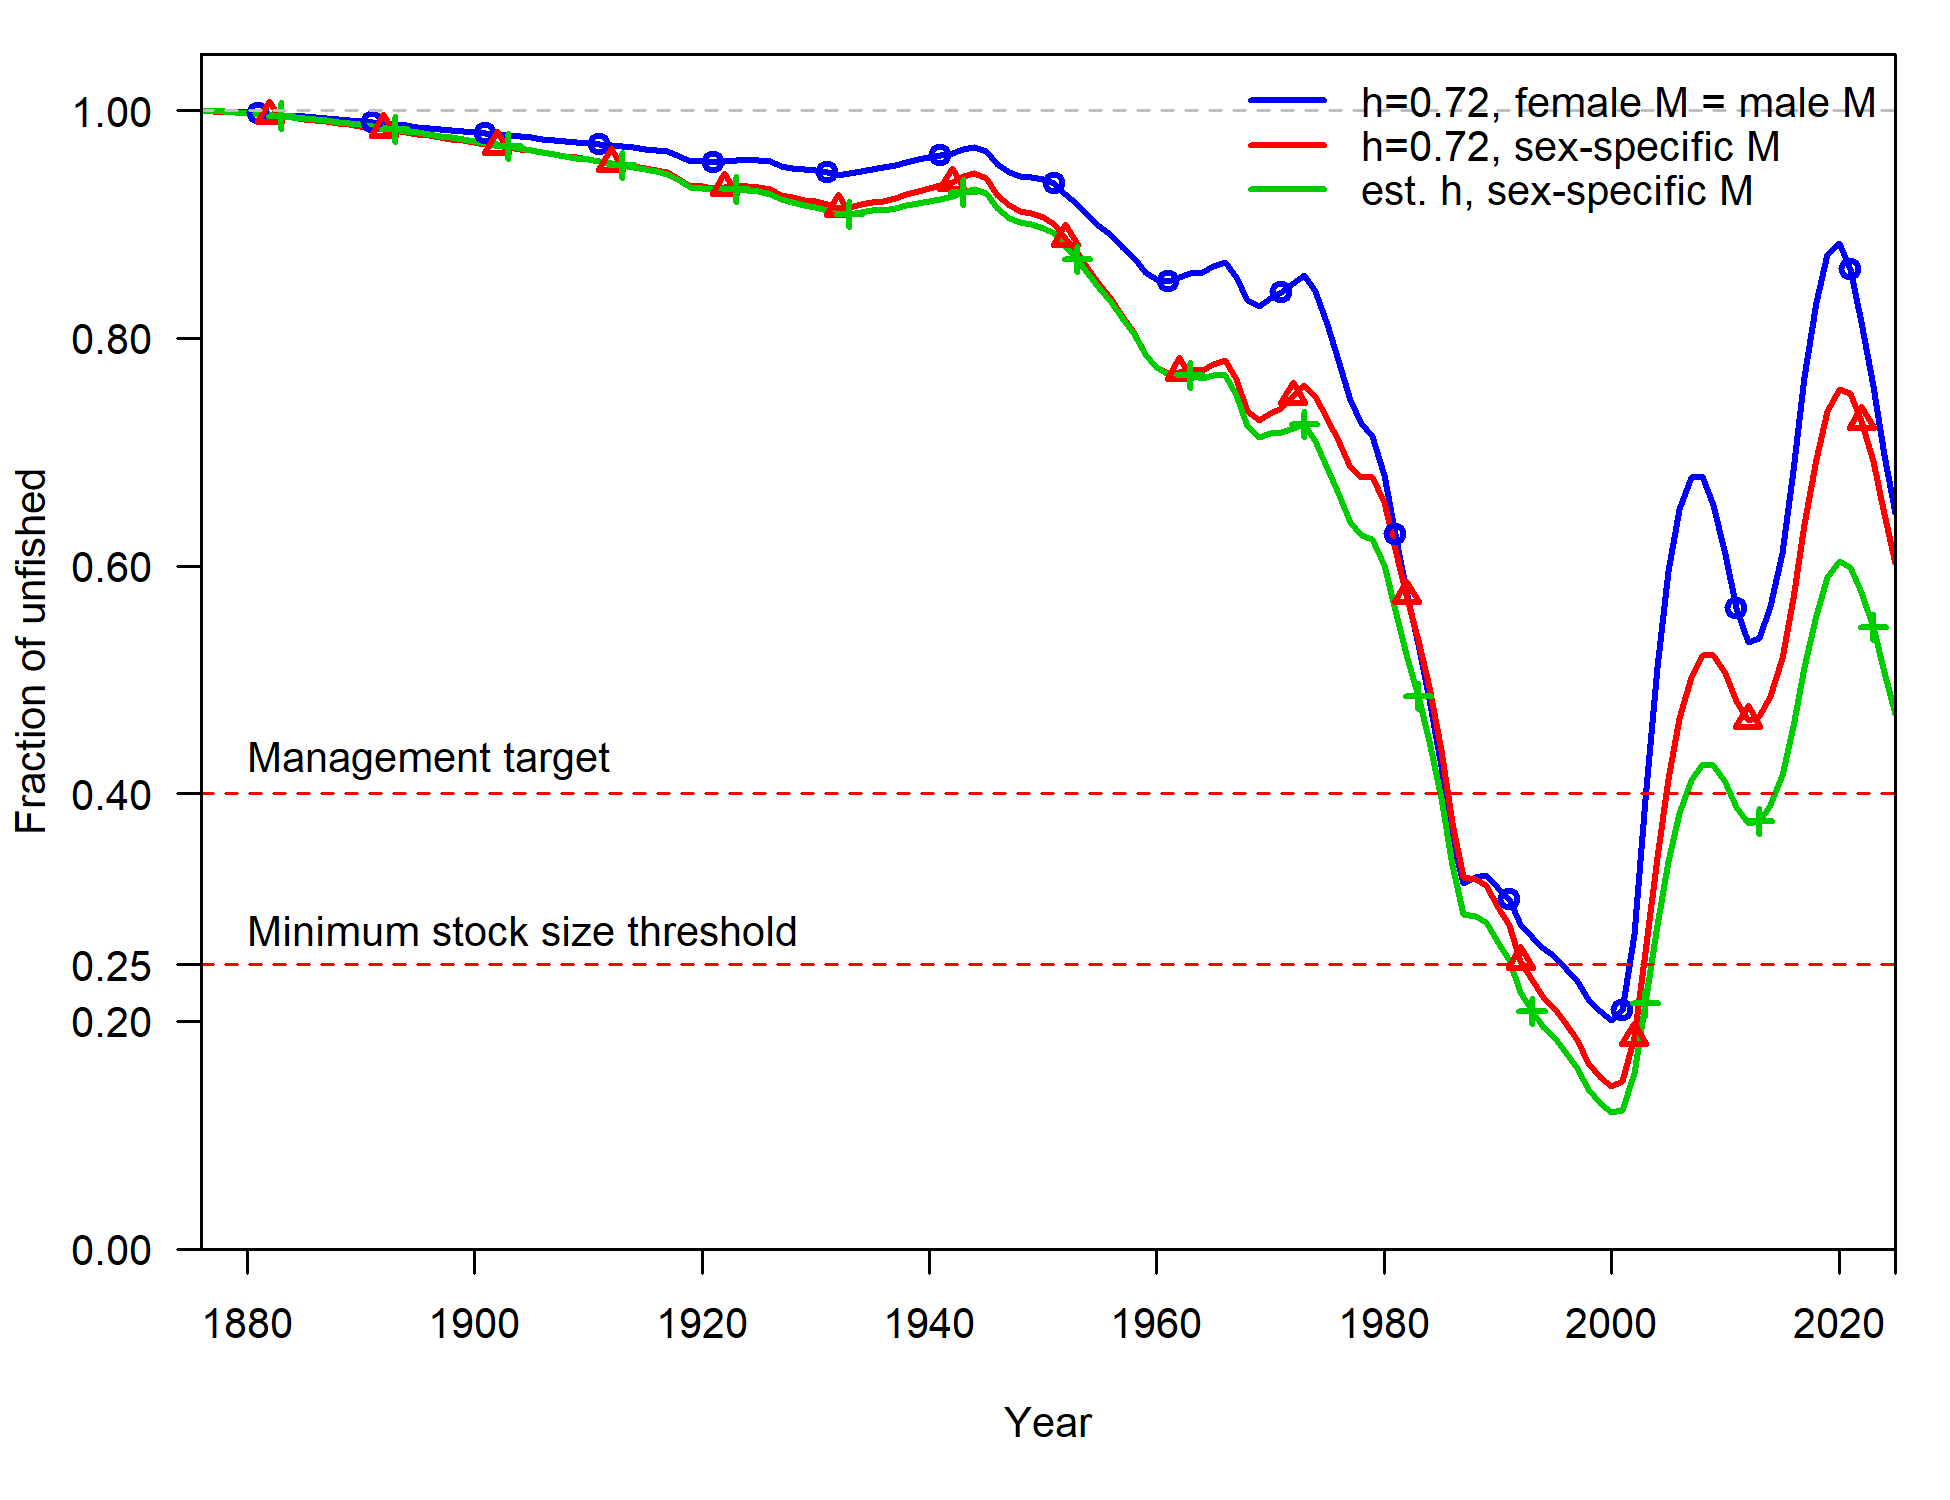 h=0.72, female M = male M
h=0.72, sex-specific M
est. h, sex-specific M
1.00
0.80
0.60
0.40
0.25
0.20
0.00
Fraction of unfished
Management target
Minimum stock size threshold
1880 1900 1920 1940 1960 1980 2000 2020
Year